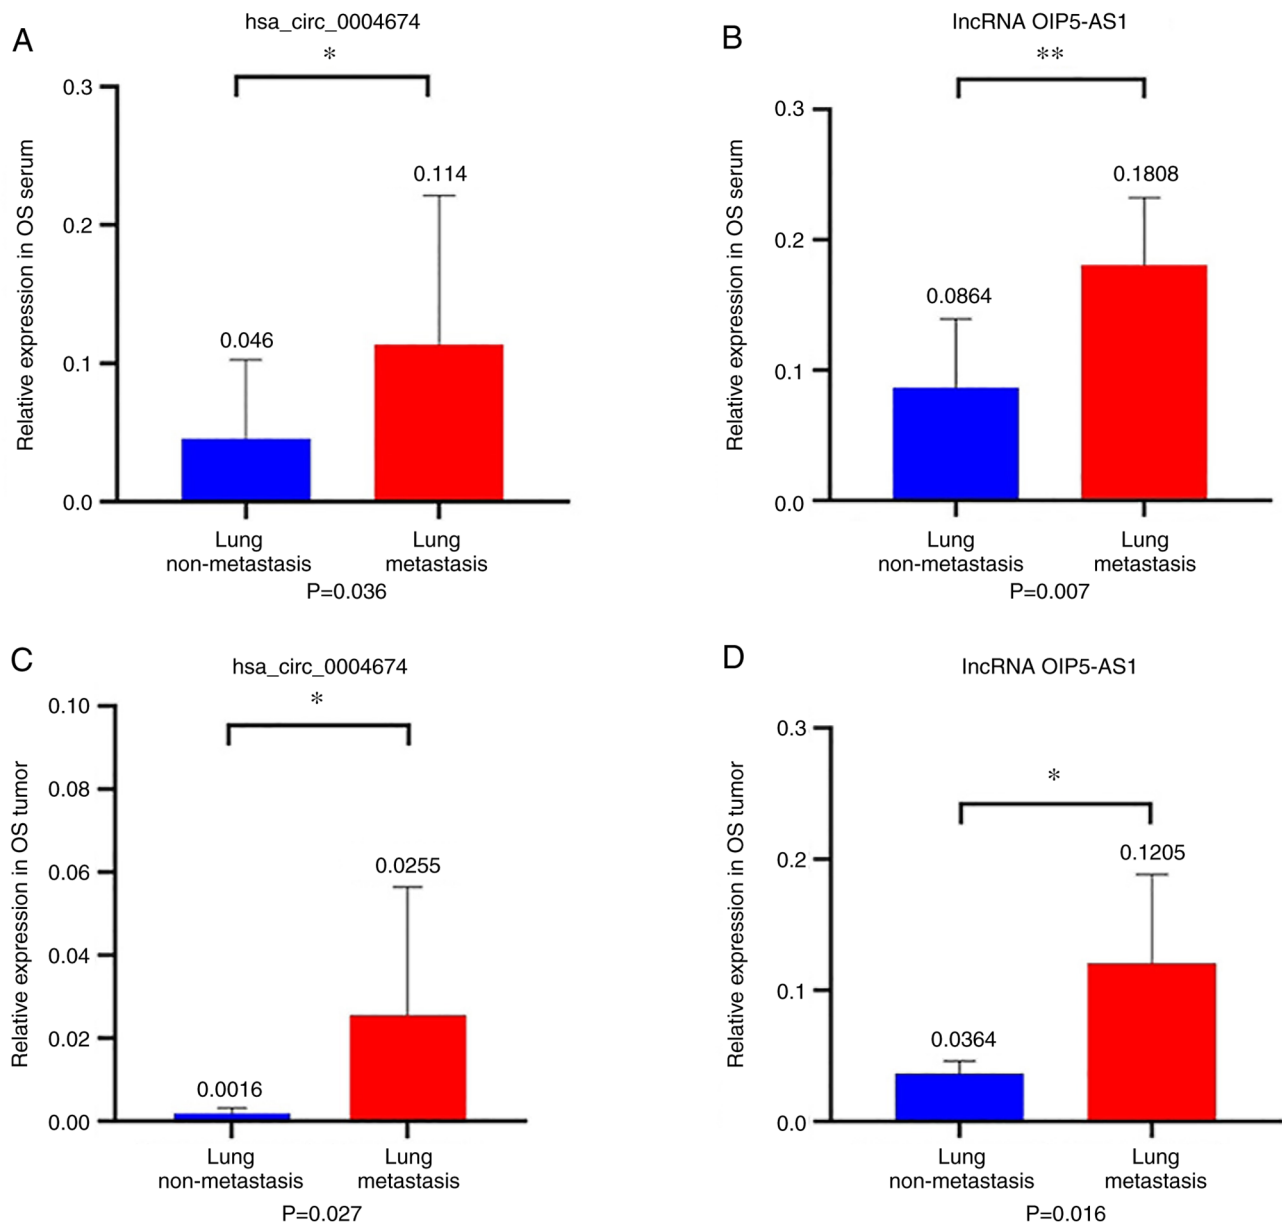 A
hsa_circ_0004674
*
Relative expression in OS serum
0.3
0.2
0.1
0.0
0.046
0.114
Lung
non-metastasis
Lung
metastasis
P=0.036
B
lncRNA OIP5-AS1
**
Relative expression in OS serum
0.3
0.2
0.1
0.0
0.0864
0.1808
Lung
non-metastasis
Lung
metastasis
P=0.007
C
hsa_circ_0004674
*
Relative expression in OS tumor
0.10
0.08
0.06
0.04
0.02
0.00
0.0016
0.0255
Lung
non-metastasis
Lung
metastasis
P=0.027
D
lncRNA OIP5-AS1
*
Relative expression in OS tumor
0.3
0.2
0.1
0.0
0.0364
0.1205
Lung
non-metastasis
Lung
metastasis
P=0.016